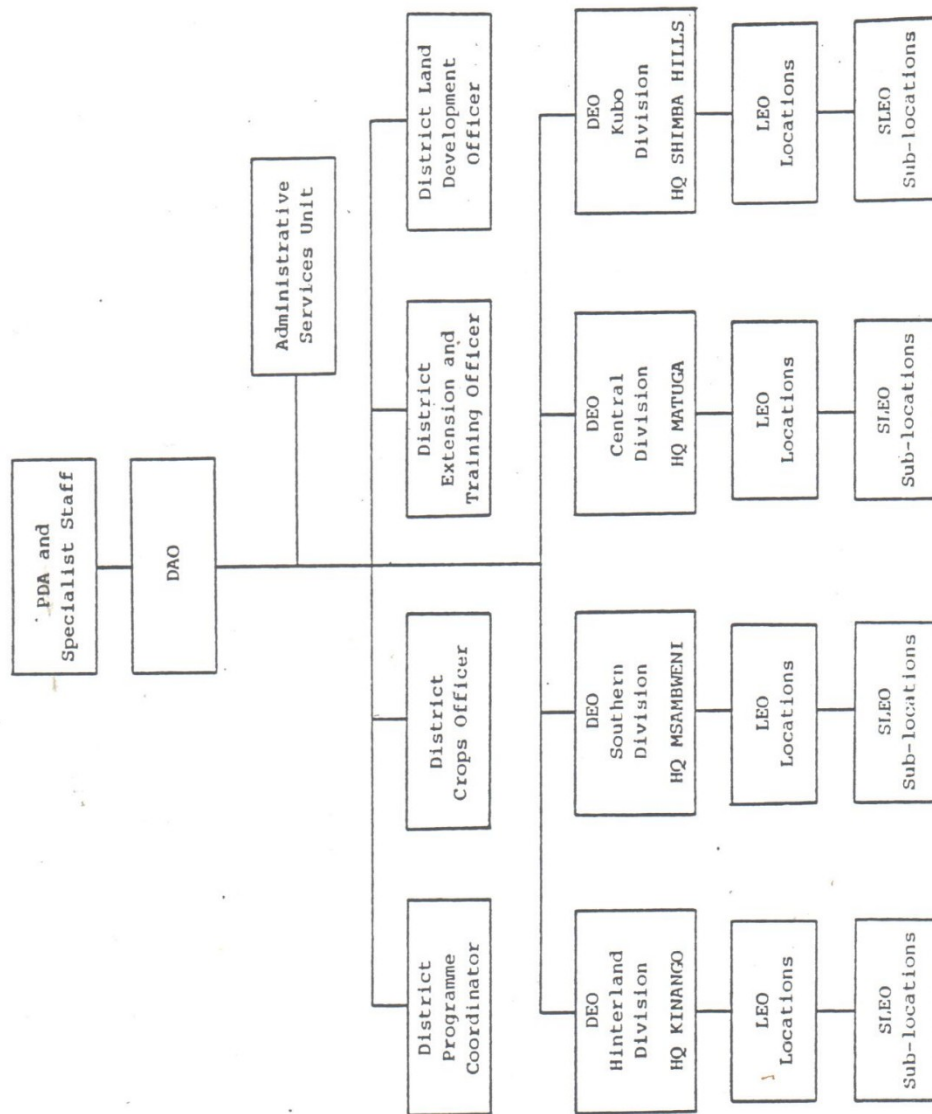 PDA and
Specialist Staff
DAO
Administrative
Services Unit
District
Programme
Coordinator
District
Crops Officer
District
Extension and
Training Officer
District Land
Development
Officer
DEO
Hinterland
Division
HQ KINANGO
DEO
Southern
Division
HQ MSAMBWENI
DEO
Central
Division
HQ MATUGA
DEO
Kubo
Division
HQ SHIMBA HILLS
LEO
Locations
LEO
Locations
LEO
Locations
LEO
Locations
SLEO
Sub-locations
SLEO
Sub-locations
SLEO
Sub-locations
SLEO
Sub-locations